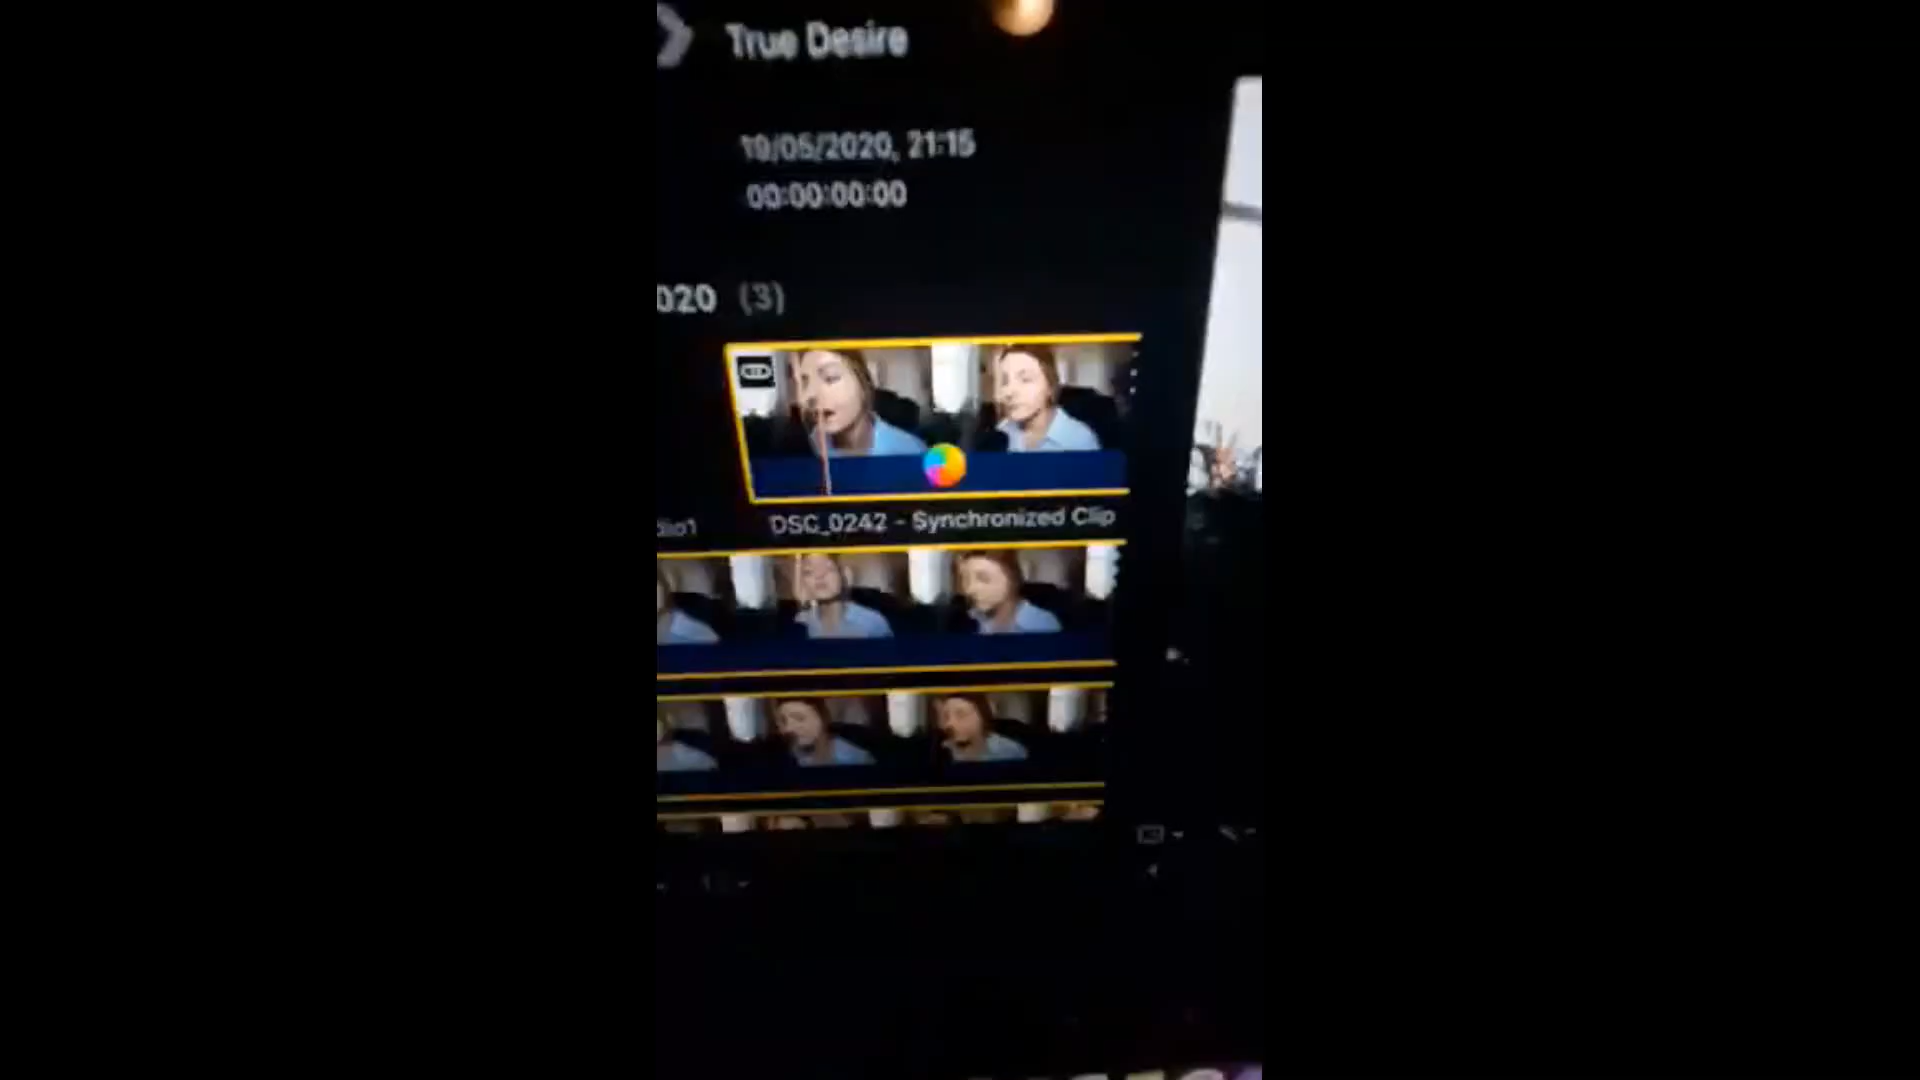 True Desire
19/05/2020, 21:15
00:00:00:00
020 (3)
DSC_0242 - Synchronized Clip